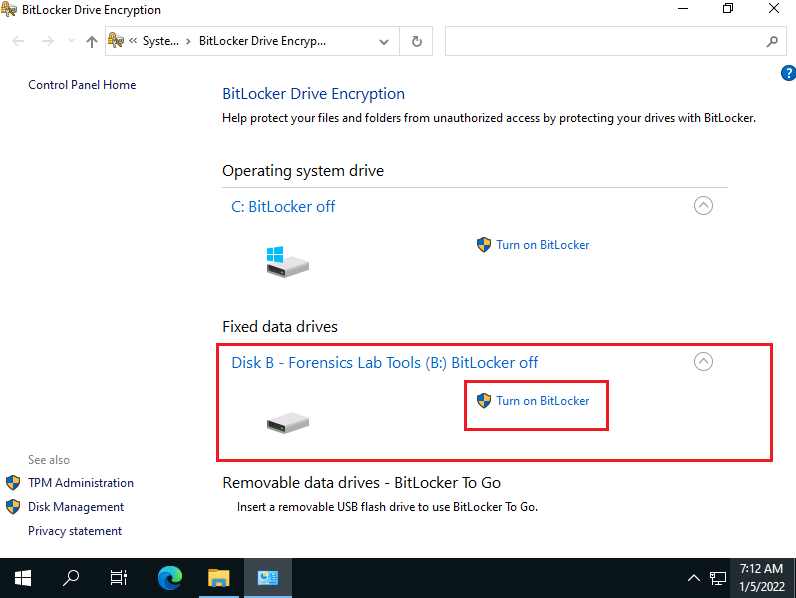 BitLocker Drive Encryption
« Syste... › BitLocker Drive Encryp...
?
Control Panel Home
BitLocker Drive Encryption
Help protect your files and folders from unauthorized access by protecting your drives with BitLocker.
Operating system drive
C: BitLocker off
Turn on BitLocker
Fixed data drives
Disk B - Forensics Lab Tools (B:) BitLocker off
Turn on BitLocker
See also
TPM Administration
Disk Management
Privacy statement
Removable data drives - BitLocker To Go
Insert a removable USB flash drive to use BitLocker To Go.
7:12 AM
1/5/2022